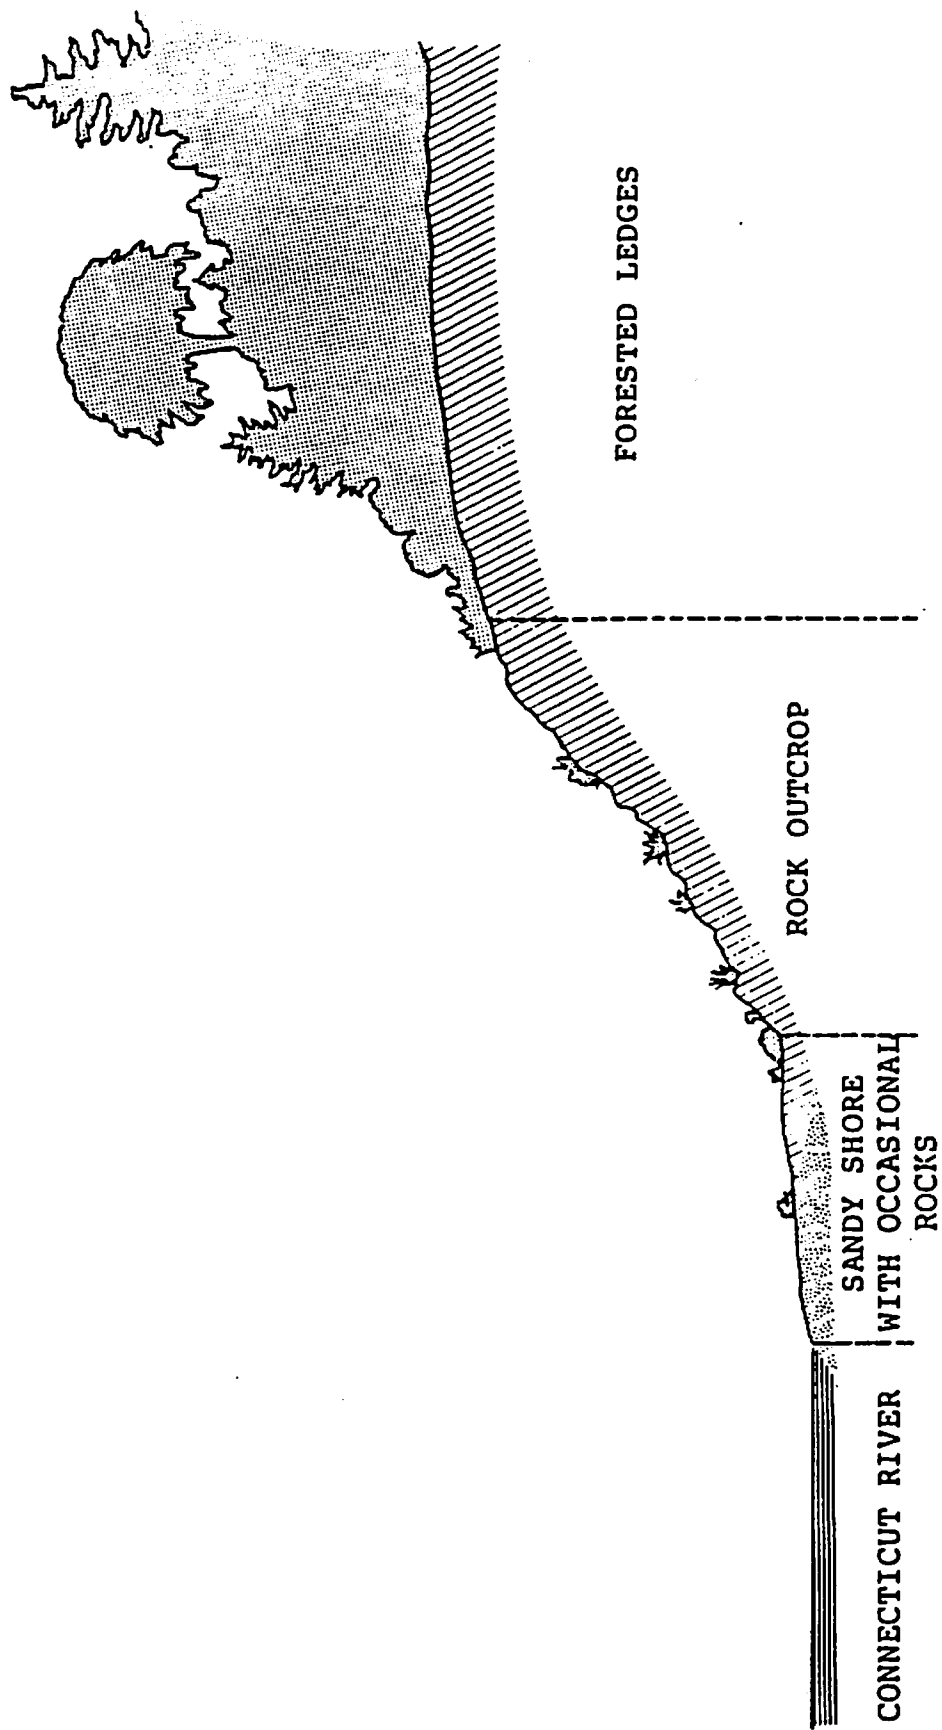 CONNECTICUT RIVER
SANDY SHORE
WITH OCCASIONAL
ROCKS
ROCK OUTCROP
FORESTED LEDGES